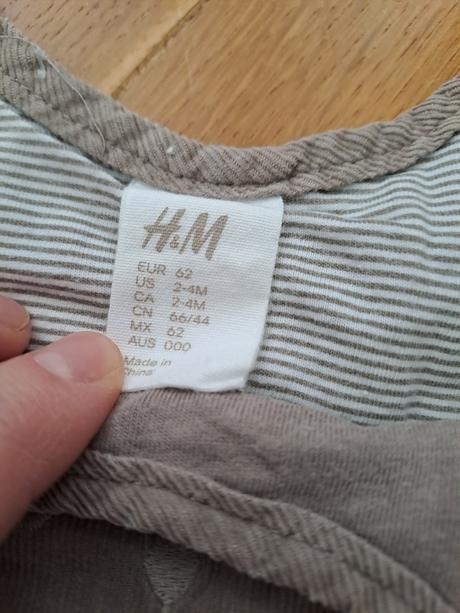 H&M
EUR 62
US 2-4M
CA 2-4M
CN 66/44
MX 62
AUS 000
Made in
China